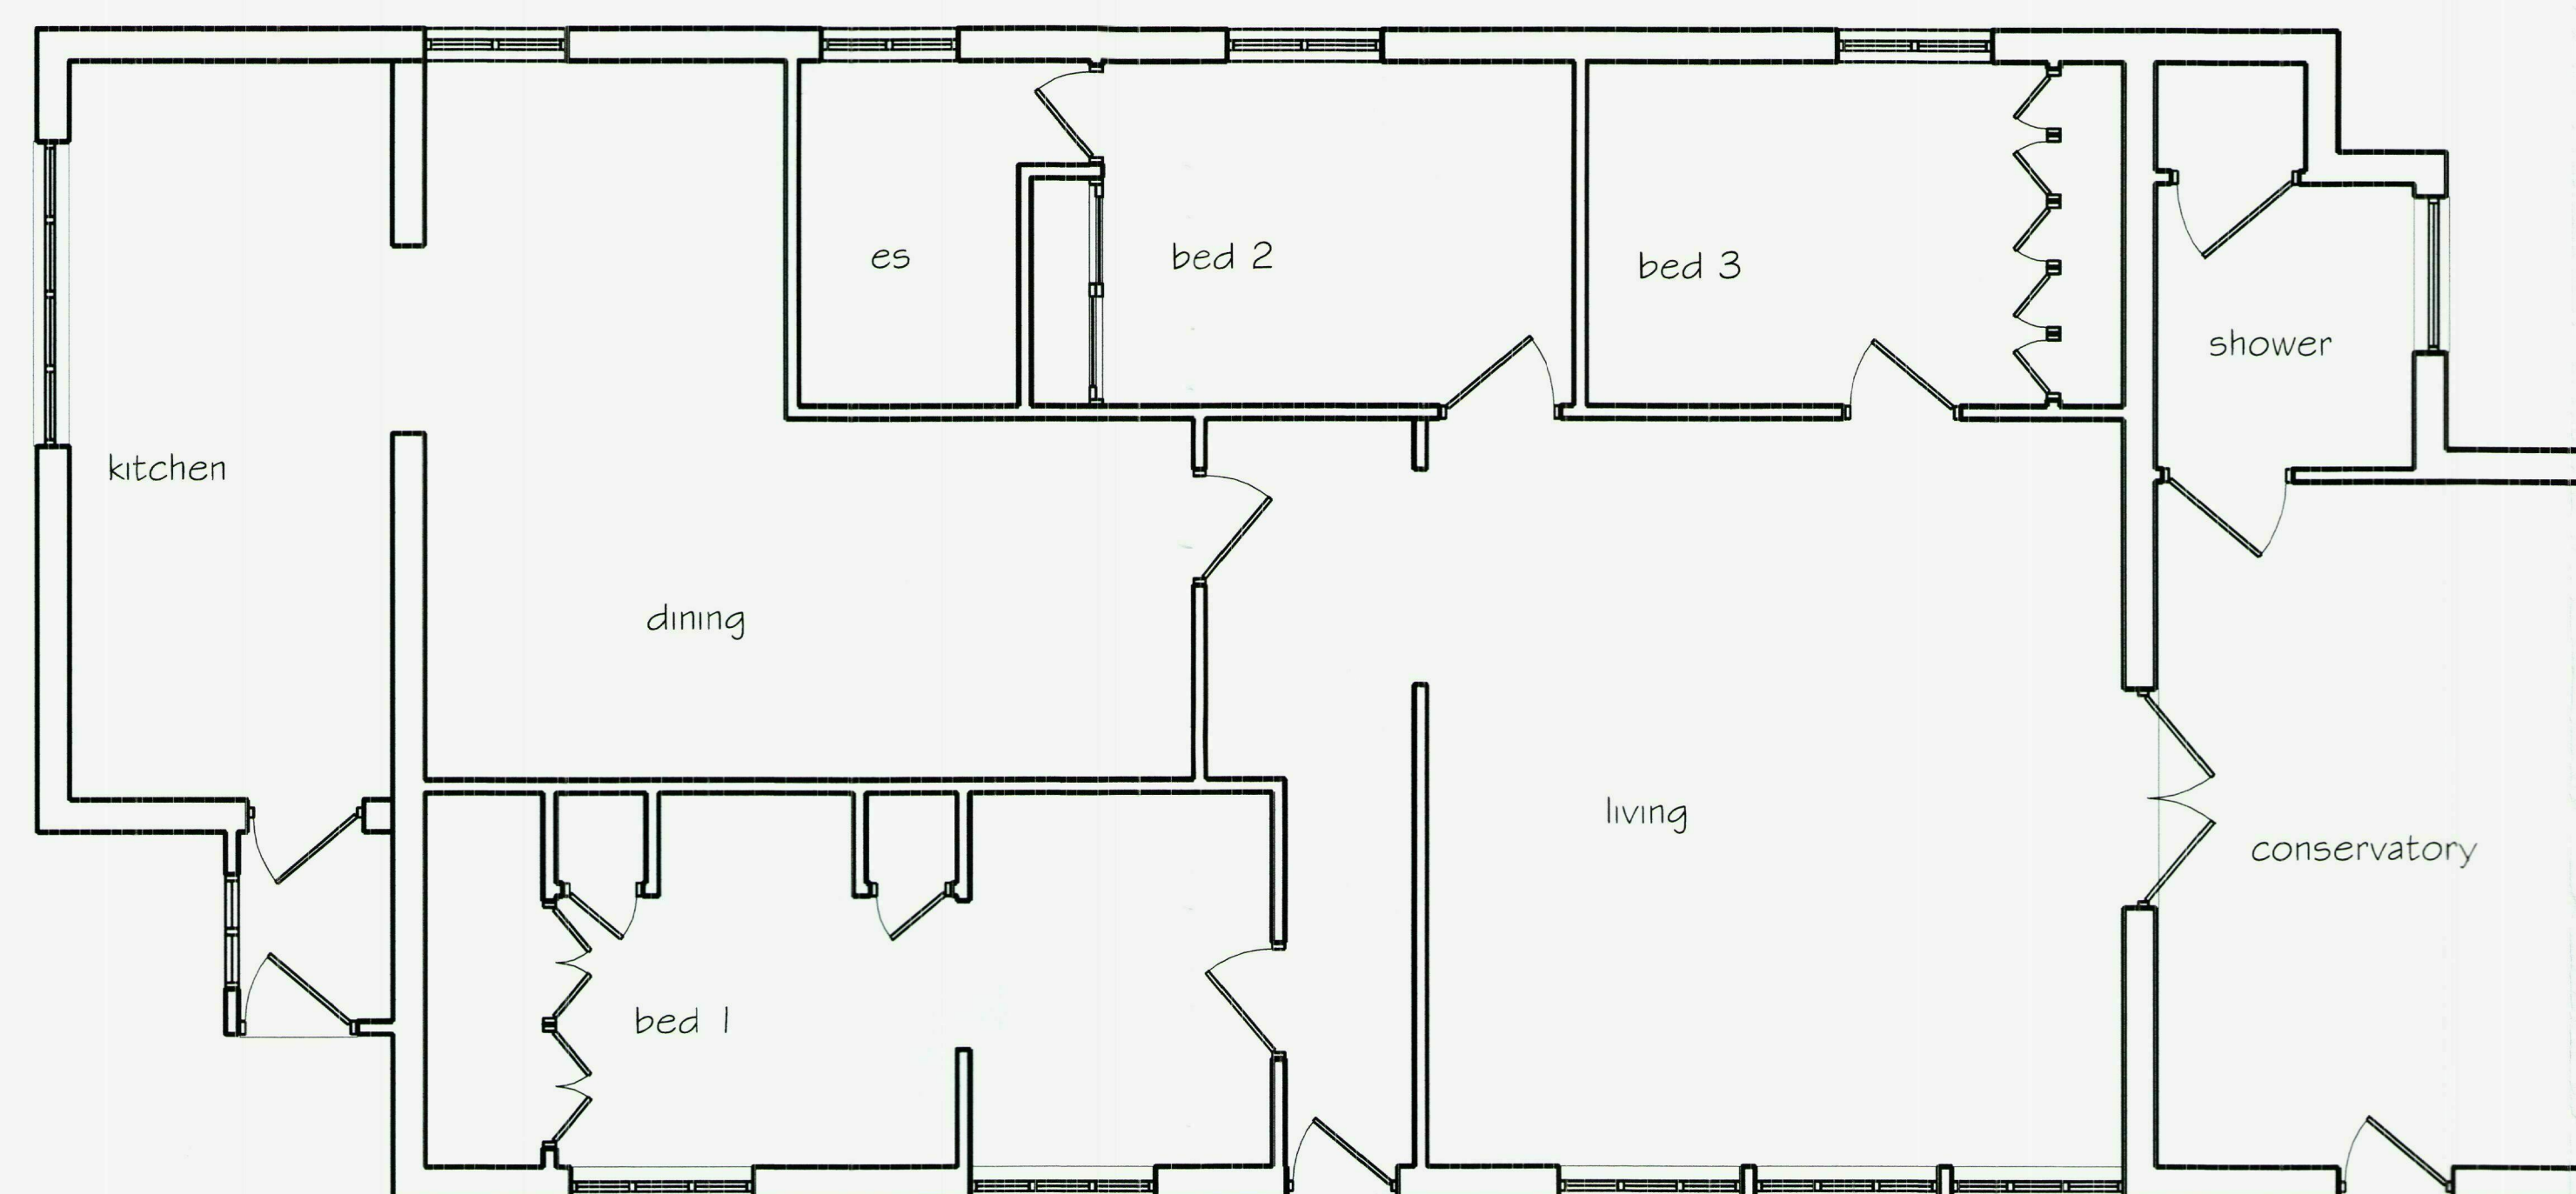 es
bed 2
bed 3
shower
kitchen
dining
living
conservatory
bed 1